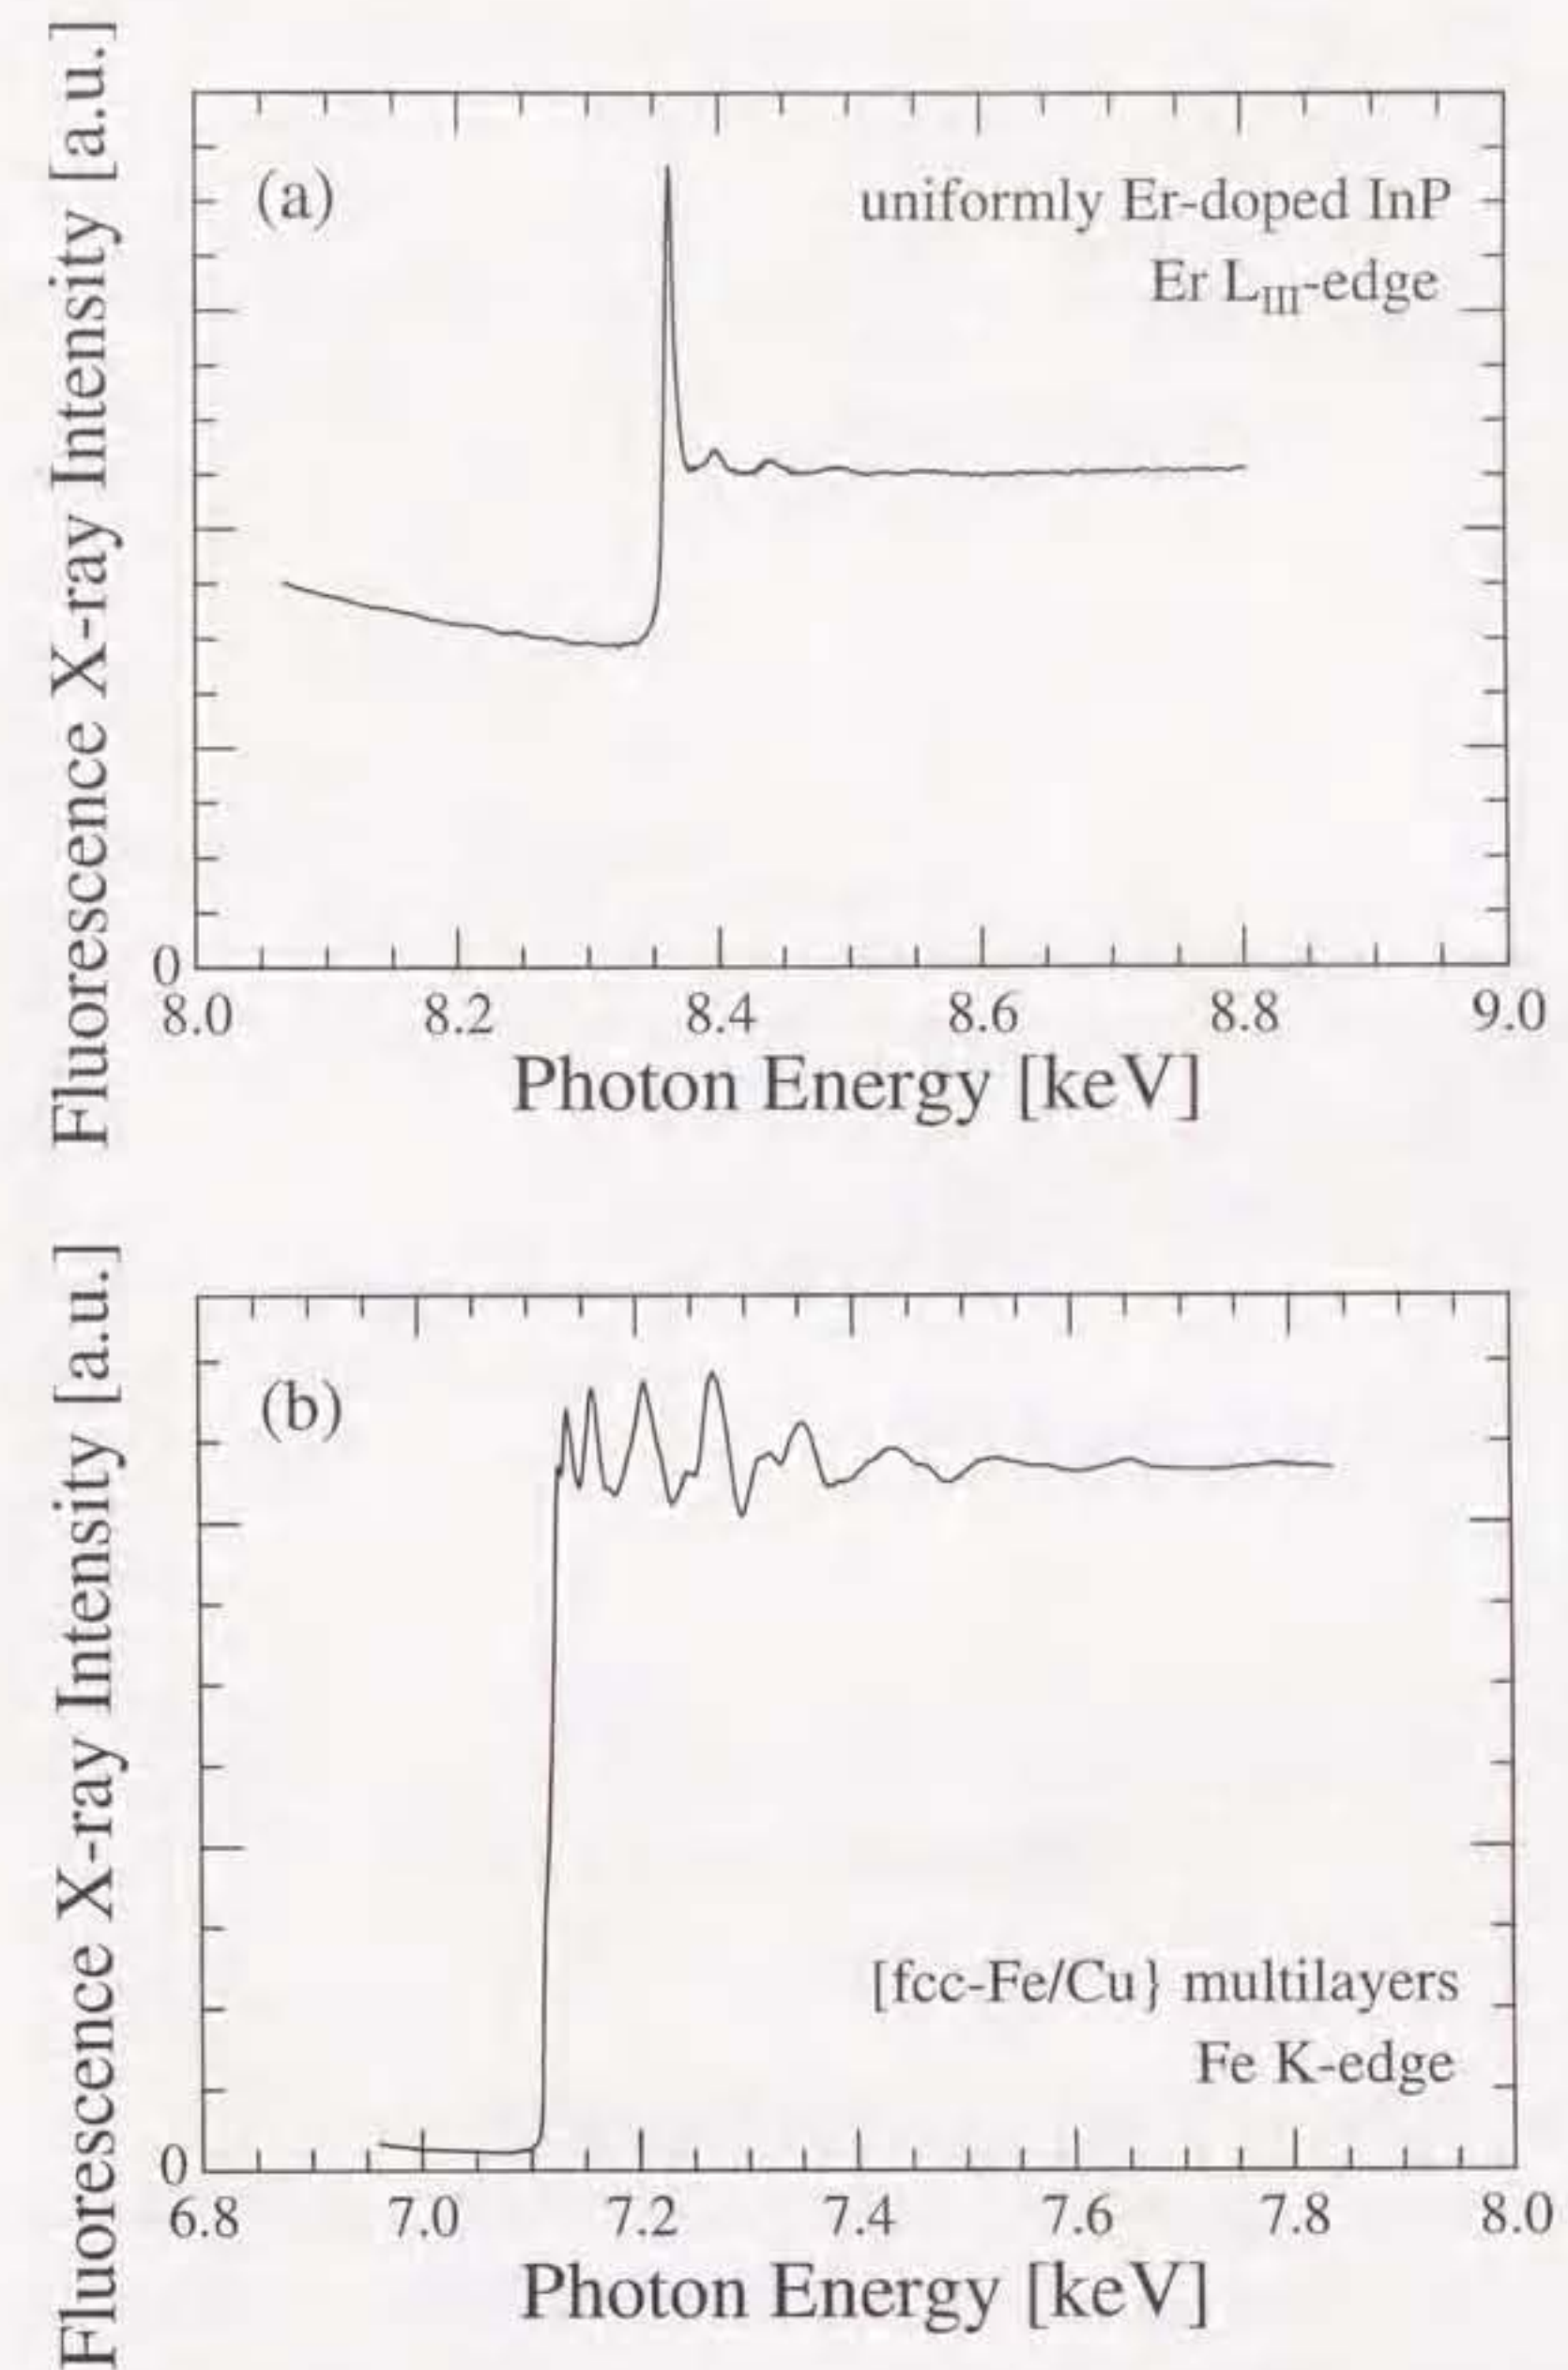 Fluorescence X-ray Intensity [a.u.]
(a)
uniformly Er-doped InP
Er L_III-edge
0
8.0 8.2 8.4 8.6 8.8 9.0
Photon Energy [keV]
Fluorescence X-ray Intensity [a.u.]
(b)
[fcc-Fe/Cu} multilayers
Fe K-edge
0
6.8 7.0 7.2 7.4 7.6 7.8 8.0
Photon Energy [keV]